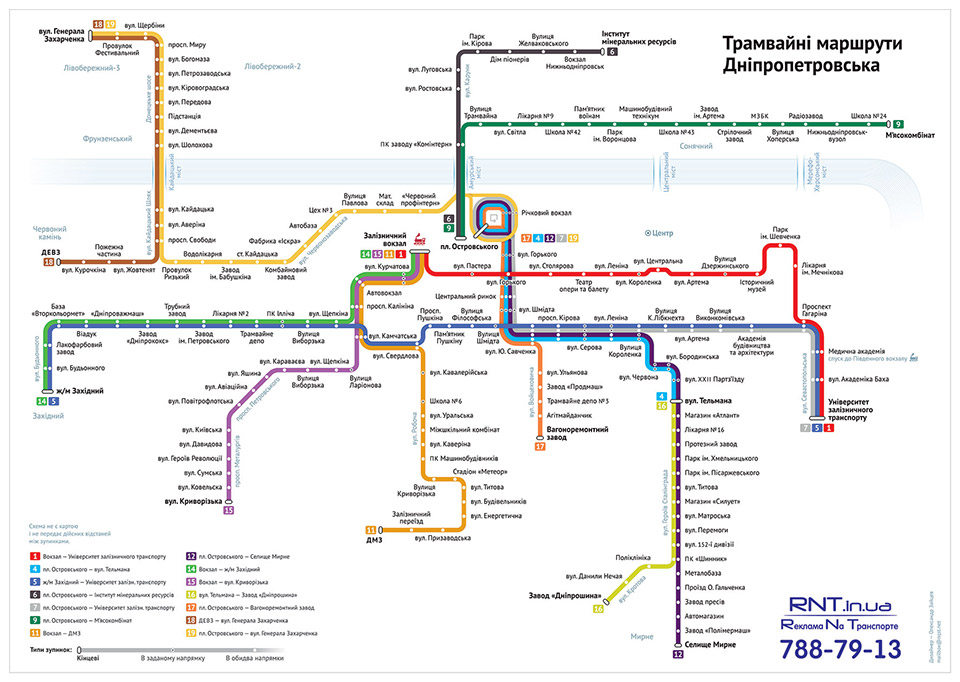 Трамвайні маршрути
Дніпропетровська
18 19
вул. Щербіни
вул. Генерала
Захарченка
Провулок
Фестивальний
просп. Миру
вул. Богомаза
вул. Петрозаводська
вул. Кіровоградська
вул. Передова
Підстанція
вул. Дементьєва
вул. Шолохова
Лівобережний-3
Лівобережний-2
Фрунзенський
Донецьке шосе
Кайдацький
міст
вул. Кайдацький Шлях
вул. Кайдацька
вул. Аверіна
просп. Свободи
Червоний
камінь
ДЕВЗ
18
Пожежна
частина
вул. Курочкіна
вул. Жовтент
Провулок
Ризький
Водолікарня
Завод
ім. Бабушкіна
ст. Кайдацька
Фабрика «Іскра»
Комбайновий
завод
Автобаза
Цех №3
Вулиця
Павлова
Мат.
склад
«Червоний
профінтерн»
вул. Червонозаводська
Парк
ім. Кірова
Вулиця
Желваковського
Інститут
мінеральних ресурсів
6
Дім піонерів
Вокзал
Нижньодніпровськ
вул. Луговська
вул. Ростовська
вул. Каруни
ПК заводу «Комінтерн»
Вулиця
Трамвайна
Лікарня №9
Пам'ятник
воїнам
Машинобудівний
технікум
Завод
ім. Артема
МЗБК
Радіозавод
Школа №24
9
М'ясокомбінат
вул. Світла
Школа №42
Парк
ім. Воронцова
Школа №43
Стрілочний
завод
Вулиця
Хоперська
Нижньодніпровськ-
вузол
Сонячний
Амурський
міст
Центральний
міст
Мерефо-
Херсонський
міст
6
9
пл. Островського
Річковий вокзал
17 4 12 7 19
вул. Горького
Центр
Залізничний
вокзал
14 15 11 1
вул. Курчатова
вул. Пастера
вул. Горького
вул. Столярова
Театр
опери та балету
вул. Леніна
вул. Короленка
вул. Центральна
вул. Артема
Вулиця
Дзержинського
Історичний
музей
Парк
ім. Шевченка
Лікарня
ім. Мечнікова
Проспект
Гагаріна
Автовокзал
просп. Калініна
Центральний ринок
вул. Шмідта
База
«Вторкольормет»
«Дніпроважмаш»
Трубний
завод
Лікарня №2
ПК Ілліча
вул. Щепкіна
Віадук
Завод
«Дніпрококс»
Завод
ім. Петровського
Трамвайне
депо
Вулиця
Виборзька
вул. Камчатська
вул. Свердлова
Просп.
Пушкіна
Пам'ятник
Пушкіну
Вулиця
Філософська
Вулиця
Шмідта
просп. Кірова
вул. Леніна
Вулиця
К.Лібкнехта
Вулиця
Виконкомівська
вул. Серова
Вулиця
Короленка
вул. Артема
Академія
будівництва
та архітектури
Лакофарбовий
завод
вул. Будьонного
вул. Будьонного
ж/м Західний
14 5
Західний
вул. Караваєва
вул. Щепкіна
вул. Яшина
вул. Авіаційна
Вулиця
Виборзька
Вулиця
Ларіонова
вул. Повітрофлотська
просп. Петровського
вул. Київська
вул. Давидова
вул. Героїв Революції
вул. Сумська
вул. Ковельська
просп. Металургів
вул. Криворізька
15
вул. Кавалерійська
Школа №6
вул. Уральська
Міжшкільний комбінат
вул. Каверіна
ПК Машинобудівників
вул. Робоча
Стадіон «Метеор»
Вулиця
Криворізька
вул. Титова
вул. Будівельників
вул. Енергетична
Залізничний
переїзд
11
ДМЗ
вул. Призаводська
вул. Ю. Савченка
вул. Ульянова
Завод «Продмаш»
Трамвайне депо №3
Агітмайданчик
вул. Войцеховича
Вагоноремонтний
завод
17
вул. Бородинська
вул. Червона
вул. XXII Партз'їзду
4
16
вул. Тельмана
Магазин «Атлант»
Лікарня №16
Протезний завод
Парк ім. Хмельницького
Парк ім. Пісаржевського
вул. Титова
Магазин «Силует»
вул. Матроська
вул. Перемоги
вул. 152-ї дивізії
ПК «Шинник»
Металобаза
Проїзд О. Гальченка
Завод пресів
Автомагазин
Завод «Полімермаш»
Селище Мирне
12
Мирне
вул. Героїв Сталінграда
Поліклініка
вул. Данили Нечая
вул. Кротова
Завод «Дніпрошина»
16
Медична академія
спуск до Південного вокзалу
вул. Академіка Баха
вул. Севастопольська
Університет
залізничного
транспорту
7 5 1
Схема не є картою
і не передає дійсних відстаней
між зупинками.
1 Вокзал — Університет залізничного транспорту
4 пл. Островського — вул. Тельмана
5 ж/м Західний — Університет залізн. транспорту
6 пл. Островського — Інститут мінеральних ресурсів
7 пл. Островського — Університет заліз. транспорту
9 пл. Островського — М'ясокомбінат
11 Вокзал — ДМЗ
12 пл. Островського — Селище Мирне
14 Вокзал — ж/м Західний
15 Вокзал — вул. Криворізька
16 вул. Тельмана — Завод «Дніпрошина»
17 пл. Островського — Вагоноремонтний завод
18 ДЕВЗ — вул. Генерала Захарченка
19 пл. Островського — вул. Генерала Захарченка
Типи зупинок:
Кінцеві
В заданому напрямку
В обидва напрямки
RNT.in.ua
Reклама Na Tранспорте
788-79-13
Дизайнер — Олександр Зайцев